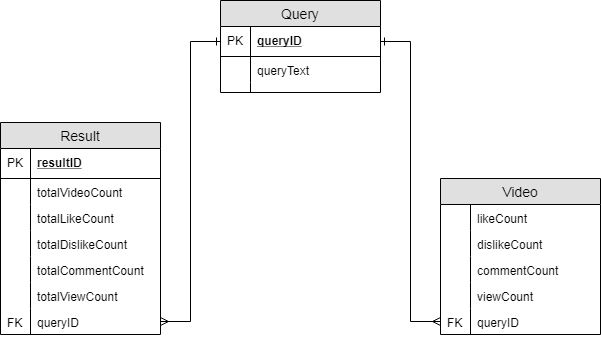 Query
PK queryID
queryText
Result
PK resultID
totalVideoCount
totalLikeCount
totalDislikeCount
totalCommentCount
totalViewCount
FK queryID
Video
likeCount
dislikeCount
commentCount
viewCount
FK queryID